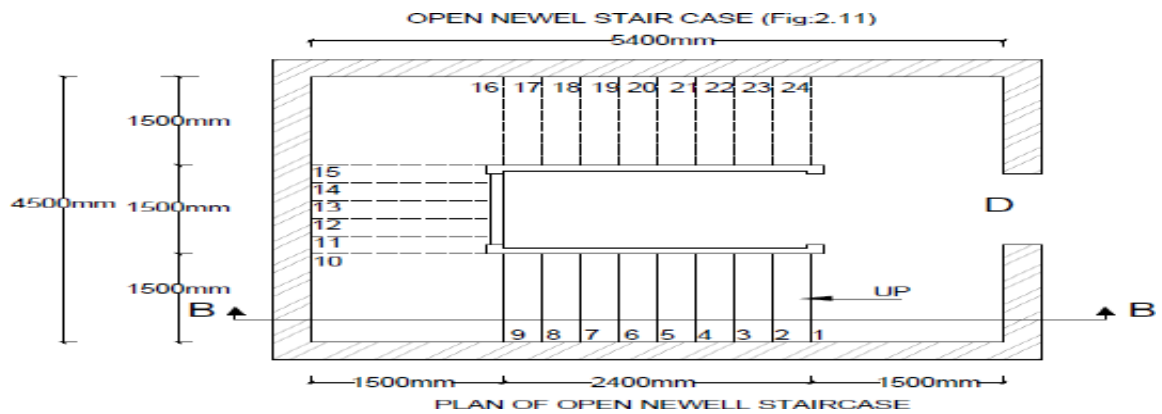 OPEN NEWEL STAIR CASE (Fig:2.11)
5400mm
16 17 18 19 20 21 22 23 24
1500mm
15
14
4500mm 1500mm 13 D
12
11
10
1500mm UP
B B
9 8 7 6 5 4 3 2 1
1500mm 2400mm 1500mm
PLAN OF OPEN NEWELL STAIRCASE